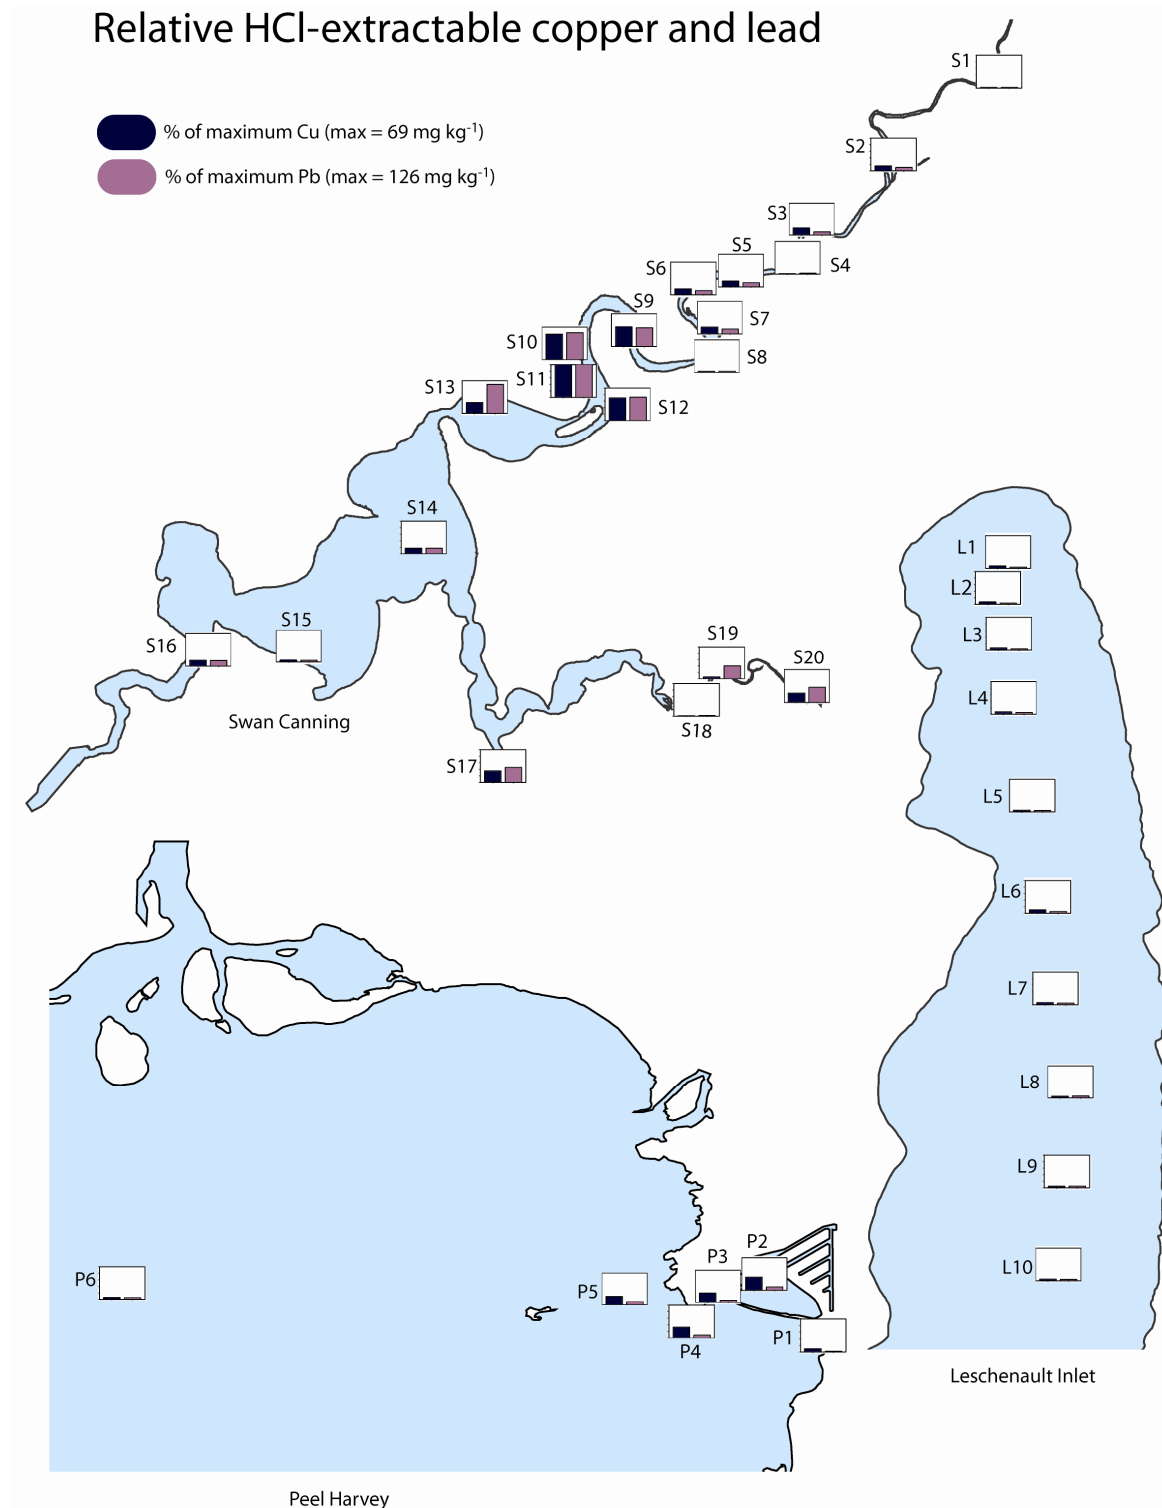 Relative HCl-extractable copper and lead
% of maximum Cu (max = 69 mg kg⁻¹)
% of maximum Pb (max = 126 mg kg⁻¹)
S1
S2
S3
S4
S5
S6
S7
S8
S9
S10
S11
S12
S13
S14
S15
S16
S17
S18
S19
S20
Swan Canning
L1
L2
L3
L4
L5
L6
L7
L8
L9
L10
Leschenault Inlet
P2
P3
P5
P6
P1
P4
Peel Harvey